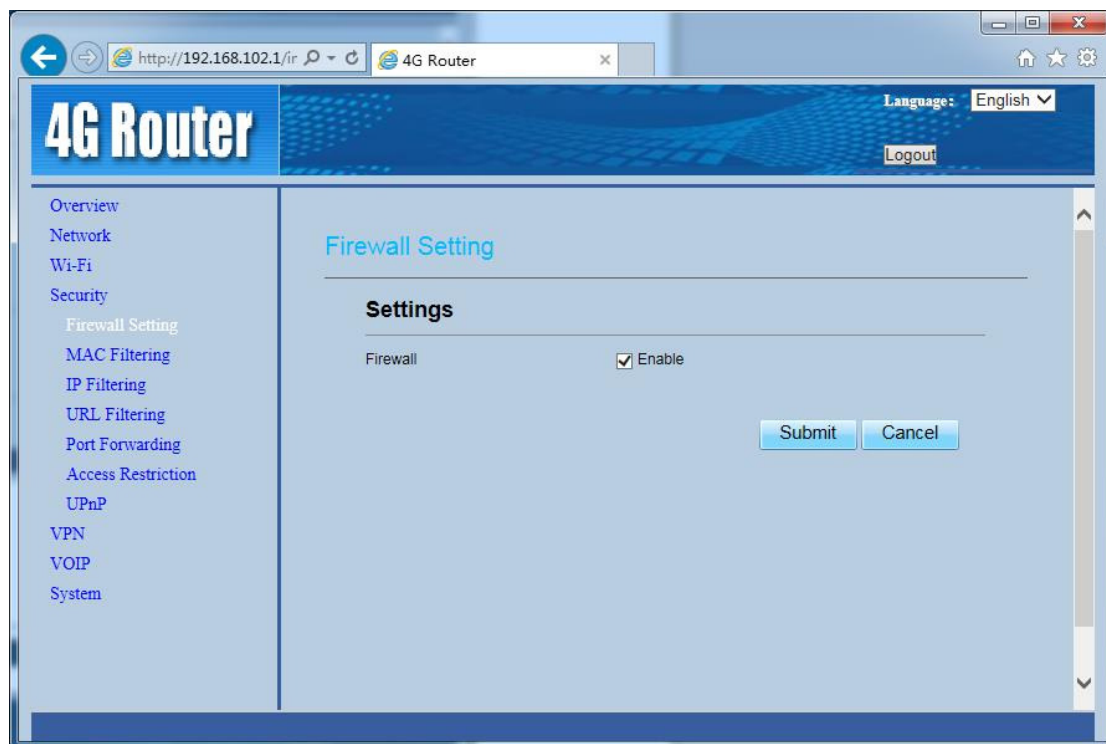 http://192.168.102.1/ir
4G Router
4G Router
Language: English
Logout
Overview
Network
Wi-Fi
Security
Firewall Setting
MAC Filtering
IP Filtering
URL Filtering
Port Forwarding
Access Restriction
UPnP
VPN
VOIP
System
Firewall Setting
Settings
Firewall Enable
Submit Cancel